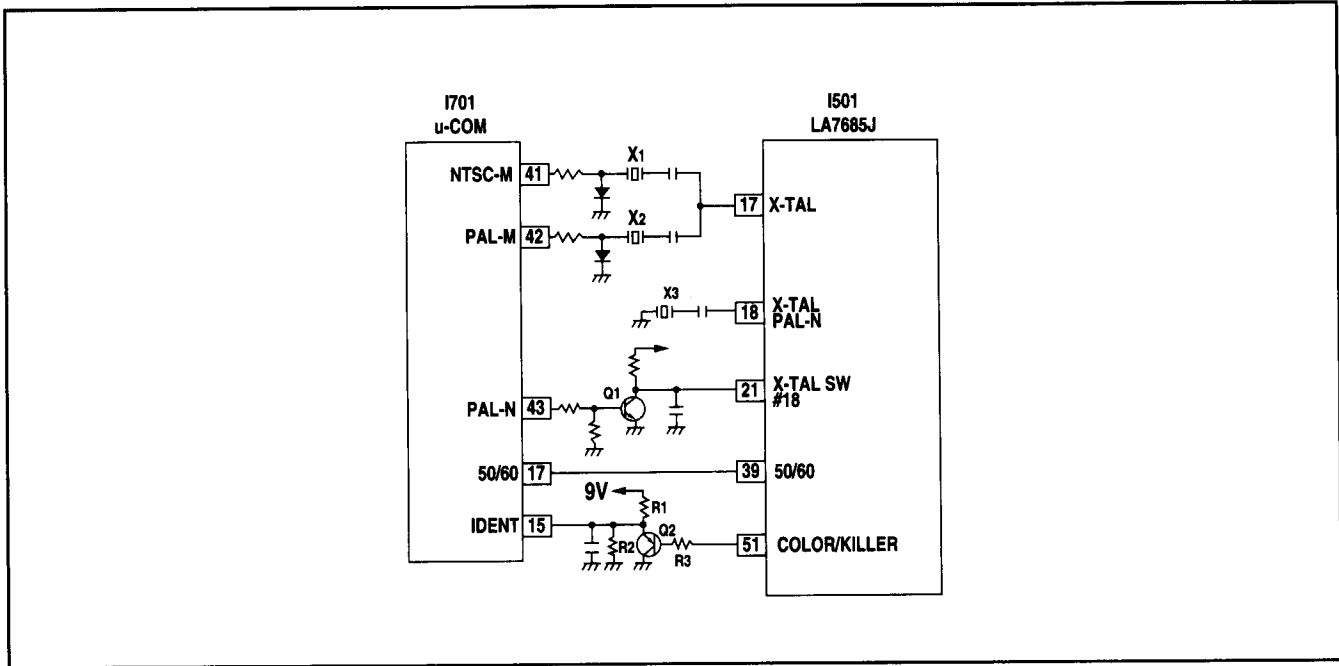 I701
u-COM
I501
LA7685J
NTSC-M 41
X1
17 X-TAL
PAL-M 42
X2
X3
18 X-TAL
PAL-N
Q1
21 X-TAL SW
#18
PAL-N 43
50/60 17
39 50/60
9V
R1
IDENT 15
Q2
R2
R3
51 COLOR/KILLER